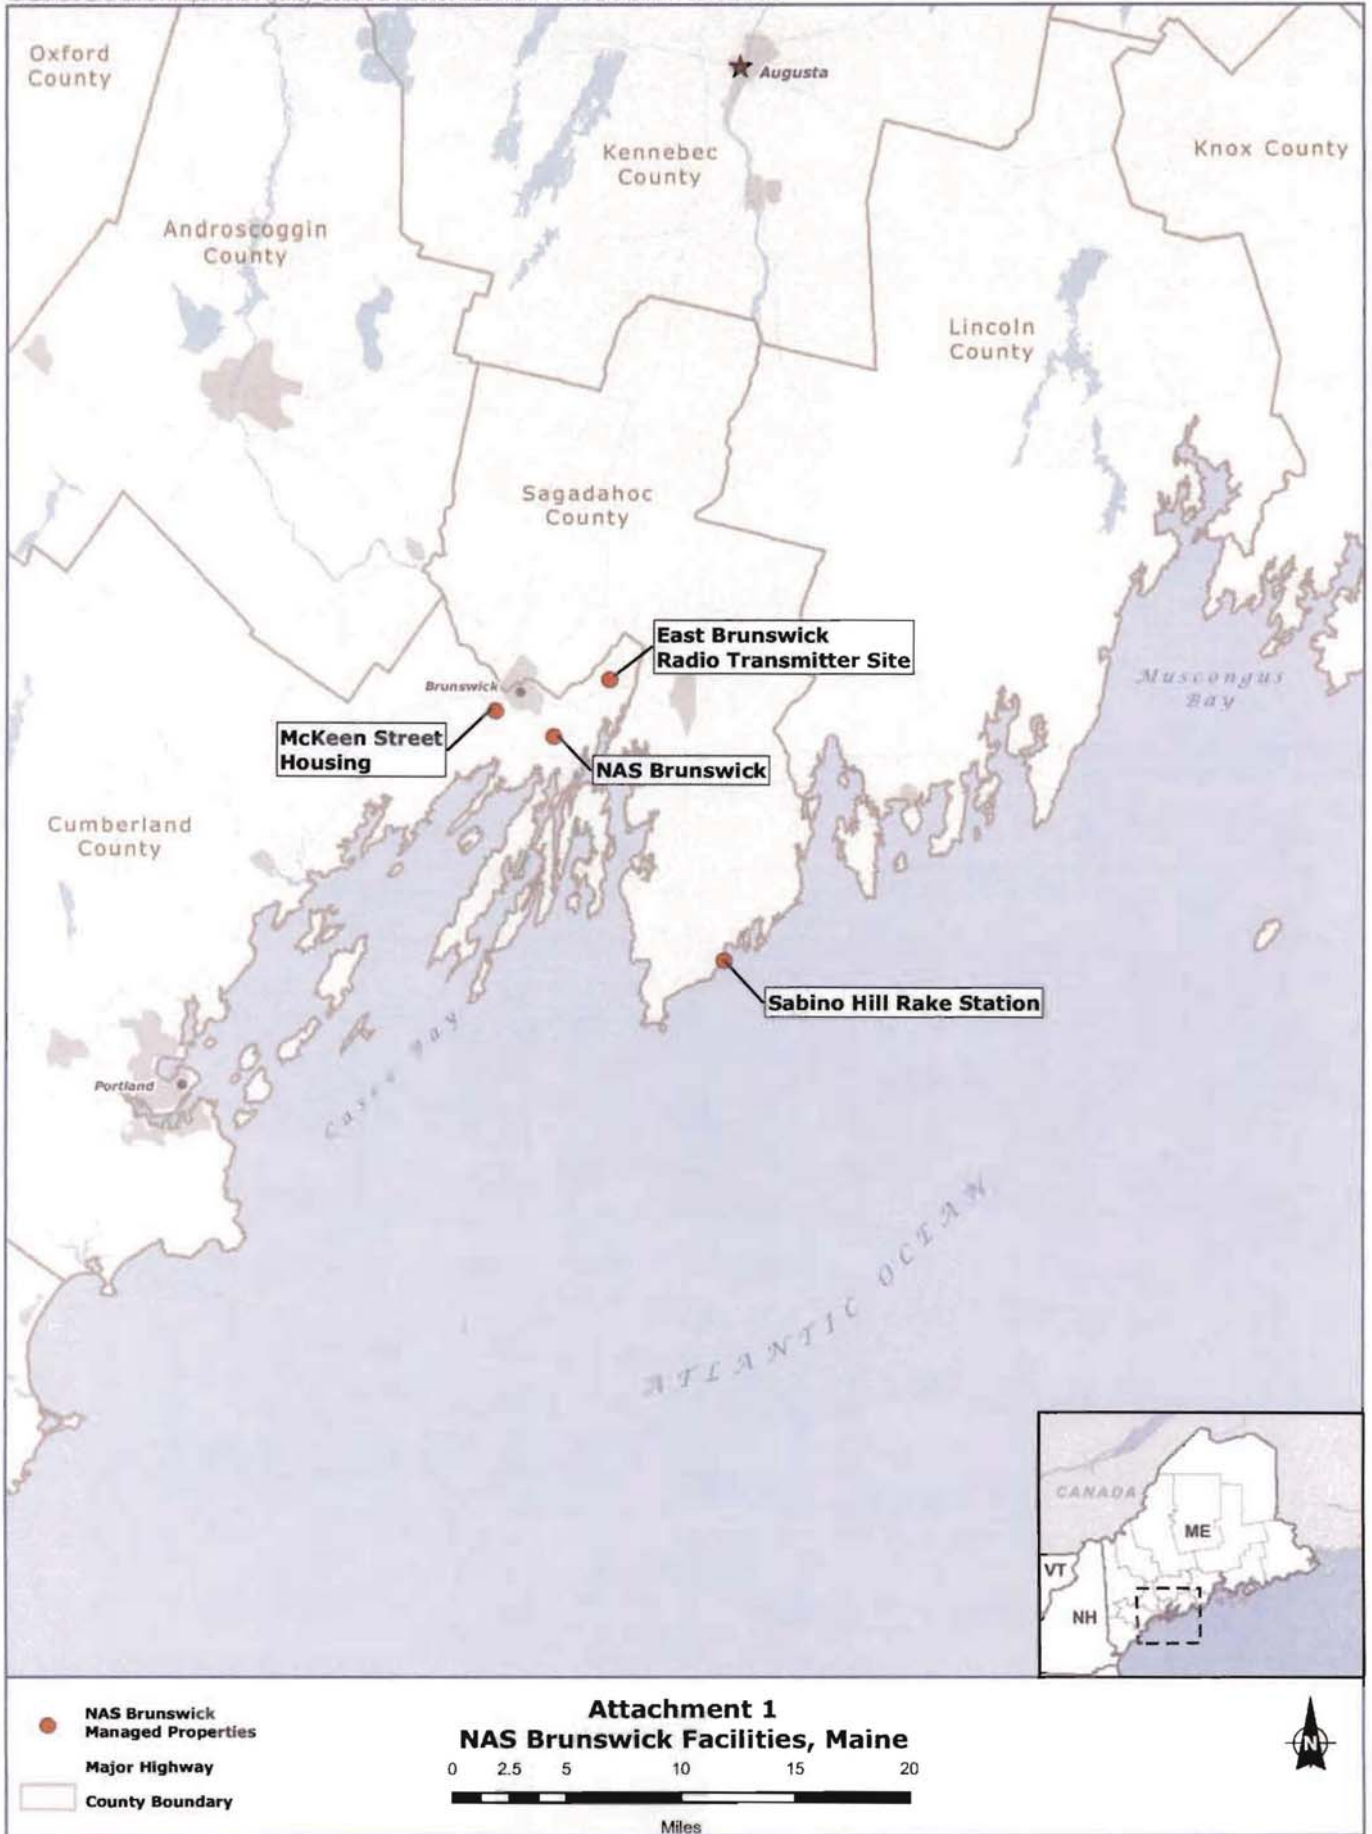 Oxford
County
Augusta
Kennebec
County
Knox County
Androscoggin
County
Lincoln
County
Sagadahoc
County
East Brunswick
Radio Transmitter Site
Muscongus
Bay
Brunswick
McKeen Street
Housing
NAS Brunswick
Cumberland
County
Sabino Hill Rake Station
Casco Bay
Portland
ATLANTIC OCEAN
CANADA
ME
VT
NH
NAS Brunswick
Managed Properties
Major Highway
County Boundary
Attachment 1
NAS Brunswick Facilities, Maine
0 2.5 5 10 15 20
Miles
N